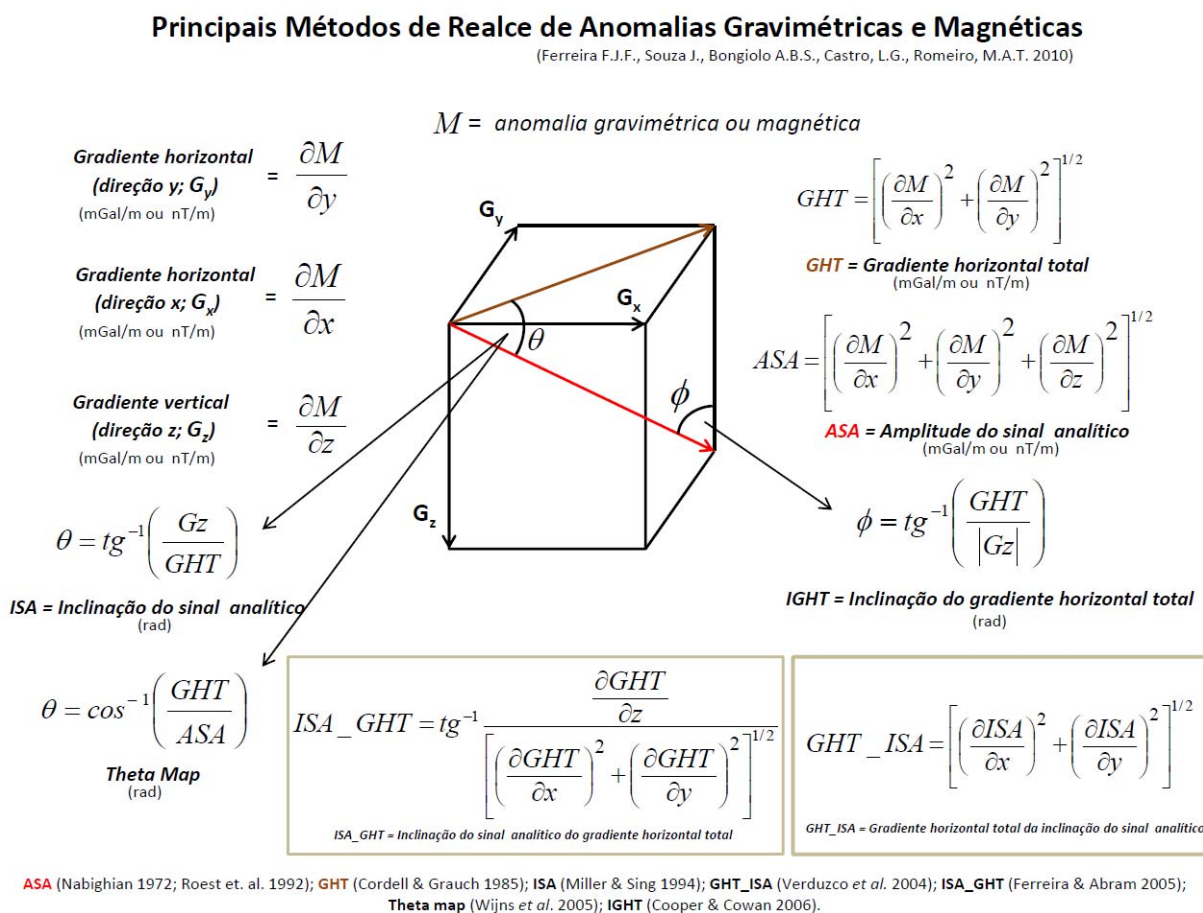 Principais Métodos de Realce de Anomalias Gravimétricas e Magnéticas
(Ferreira F.J.F., Souza J., Bongiolo A.B.S., Castro, L.G., Romeiro, M.A.T. 2010)
M = anomalia gravimétrica ou magnética
Gradiente horizontal
(direção y; G_y)
(mGal/m ou nT/m)
= ∂M/∂y
Gradiente horizontal
(direção x; G_x)
(mGal/m ou nT/m)
= ∂M/∂x
Gradiente vertical
(direção z; G_z)
(mGal/m ou nT/m)
= ∂M/∂z
G_y
G_x
θ
ϕ
G_z
GHT = [(∂M/∂x)^2 + (∂M/∂y)^2]^1/2
GHT = Gradiente horizontal total
(mGal/m ou nT/m)
ASA = [(∂M/∂x)^2 + (∂M/∂y)^2 + (∂M/∂z)^2]^1/2
ASA = Amplitude do sinal analítico
(mGal/m ou nT/m)
θ = tg^-1(Gz/GHT)
ISA = Inclinação do sinal analítico
(rad)
ϕ = tg^-1(GHT/|Gz|)
IGHT = Inclinação do gradiente horizontal total
(rad)
θ = cos^-1(GHT/ASA)
Theta Map
(rad)
ISA_GHT = tg^-1 (∂GHT/∂z)/[(∂GHT/∂x)^2 + (∂GHT/∂y)^2]^1/2
ISA_GHT = Inclinação do sinal analítico do gradiente horizontal total
GHT_ISA = [(∂ISA/∂x)^2 + (∂ISA/∂y)^2]^1/2
GHT_ISA = Gradiente horizontal total da inclinação do sinal analítico
ASA (Nabighian 1972; Roest et. al. 1992); GHT (Cordell & Grauch 1985); ISA (Miller & Sing 1994); GHT_ISA (Verduzco et al. 2004); ISA_GHT (Ferreira & Abram 2005);
Theta map (Wijns et al. 2005); IGHT (Cooper & Cowan 2006).